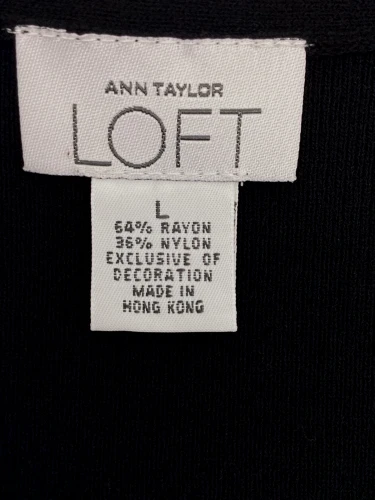 ANN TAYLOR
LOFT
L
64% RAYON
36% NYLON
EXCLUSIVE OF
DECORATION
MADE IN
HONG KONG